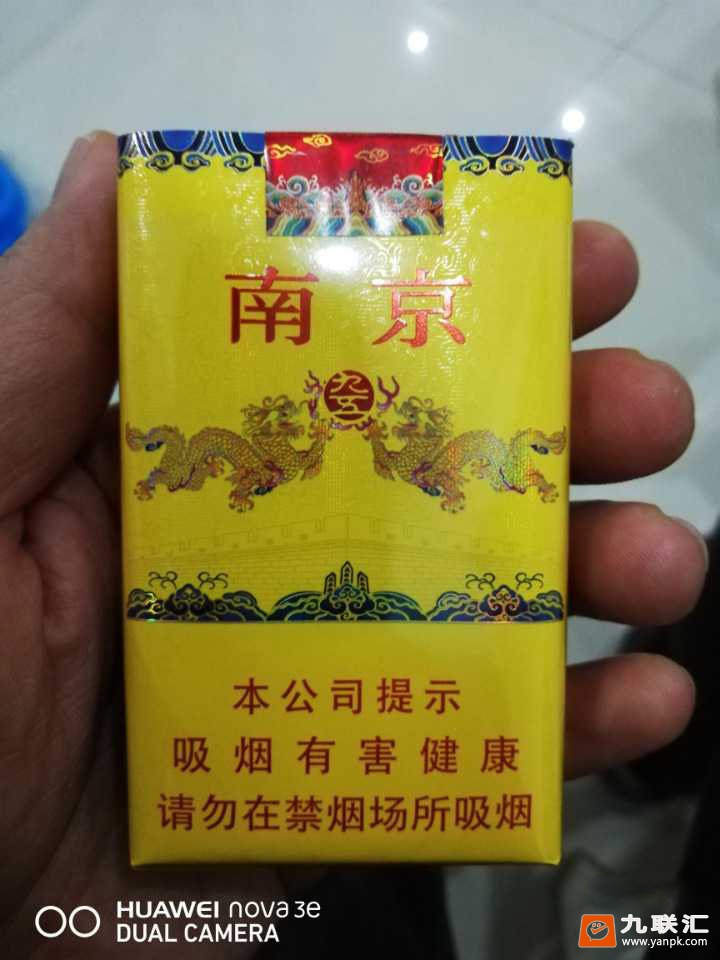 南京
九五
本公司提示
吸烟有害健康
请勿在禁烟场所吸烟
HUAWEI nova 3e
DUAL CAMERA
九联汇
www.yanpk.com